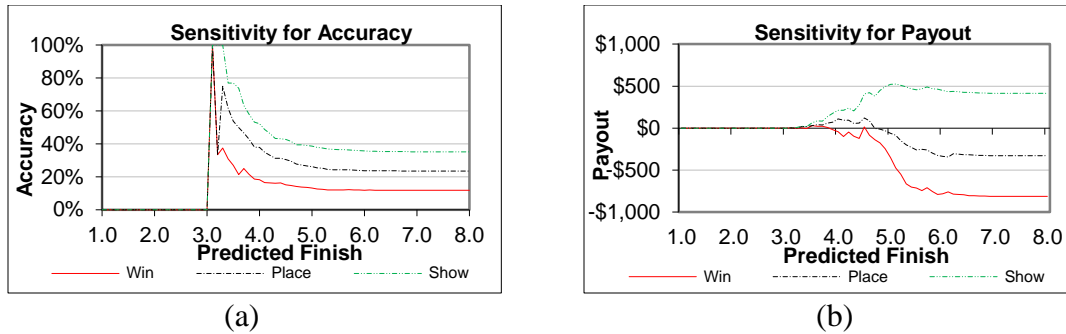 Sensitivity for Accuracy
100%
80%
60%
40%
20%
0%
Accuracy
1.0 2.0 3.0 4.0 5.0 6.0 7.0 8.0
Predicted Finish
Win Place Show
(a)
Sensitivity for Payout
$1,000
$500
$0
-$500
-$1,000
Payout
1.0 2.0 3.0 4.0 5.0 6.0 7.0 8.0
Predicted Finish
Win Place Show
(b)